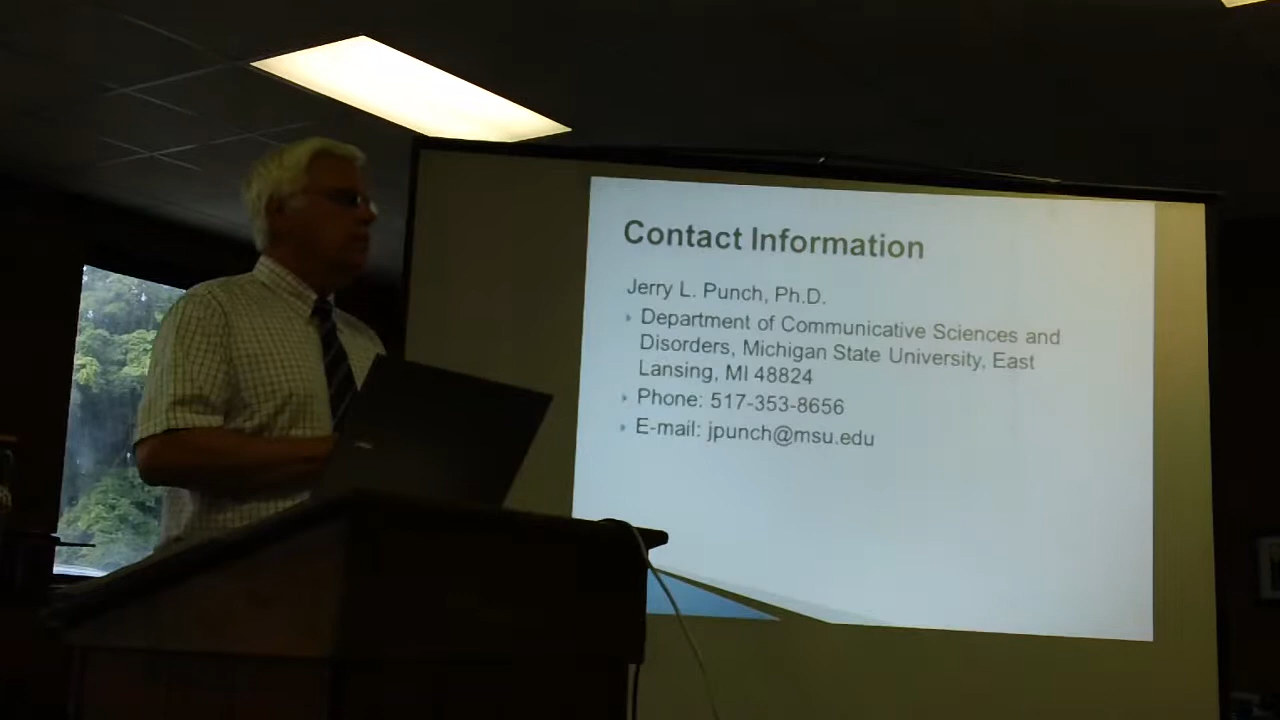 Contact Information
Jerry L. Punch, Ph.D.
Department of Communicative Sciences and
Disorders, Michigan State University, East
Lansing, MI 48824
Phone: 517-353-8656
E-mail: jpunch@msu.edu